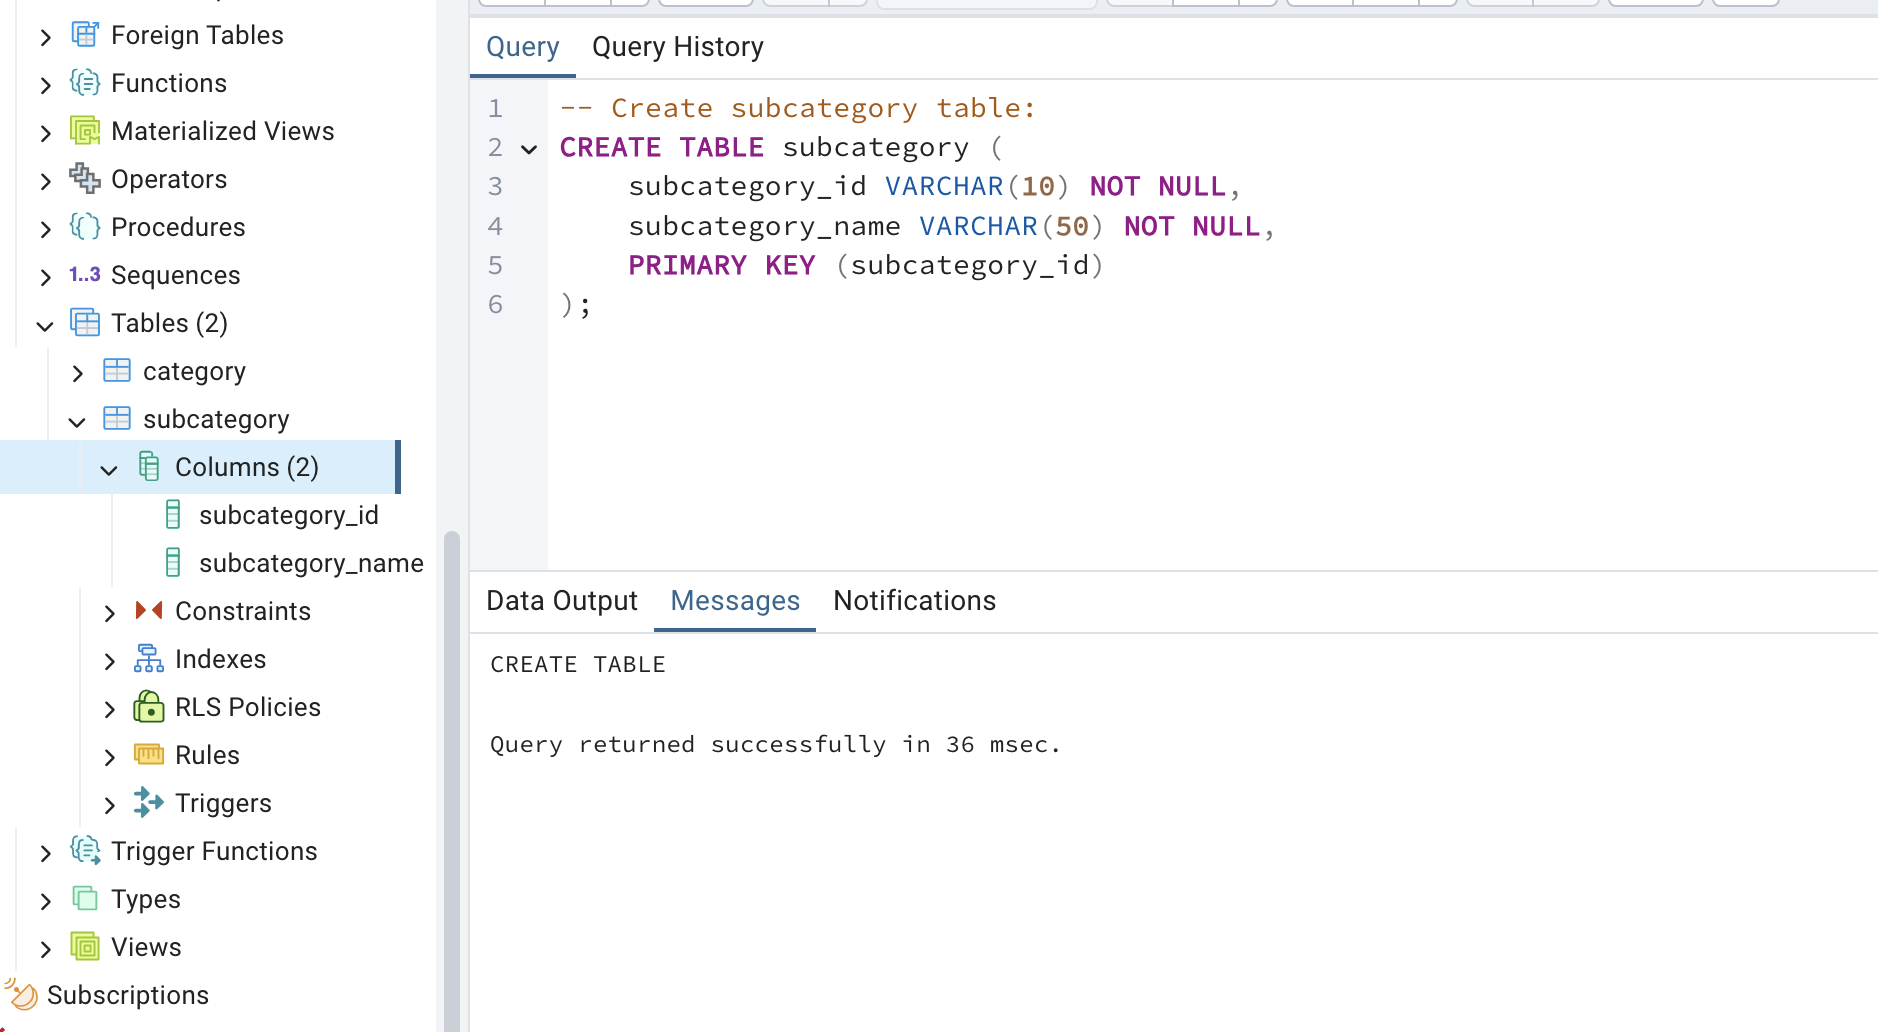 Foreign Tables
Functions
Materialized Views
Operators
Procedures
1..3 Sequences
Tables (2)
category
subcategory
Columns (2)
subcategory_id
subcategory_name
Constraints
Indexes
RLS Policies
Rules
Triggers
Trigger Functions
Types
Views
Subscriptions
Query Query History
1 -- Create subcategory table:
2 CREATE TABLE subcategory (
3 subcategory_id VARCHAR(10) NOT NULL,
4 subcategory_name VARCHAR(50) NOT NULL,
5 PRIMARY KEY (subcategory_id)
6 );
Data Output Messages Notifications
CREATE TABLE
Query returned successfully in 36 msec.